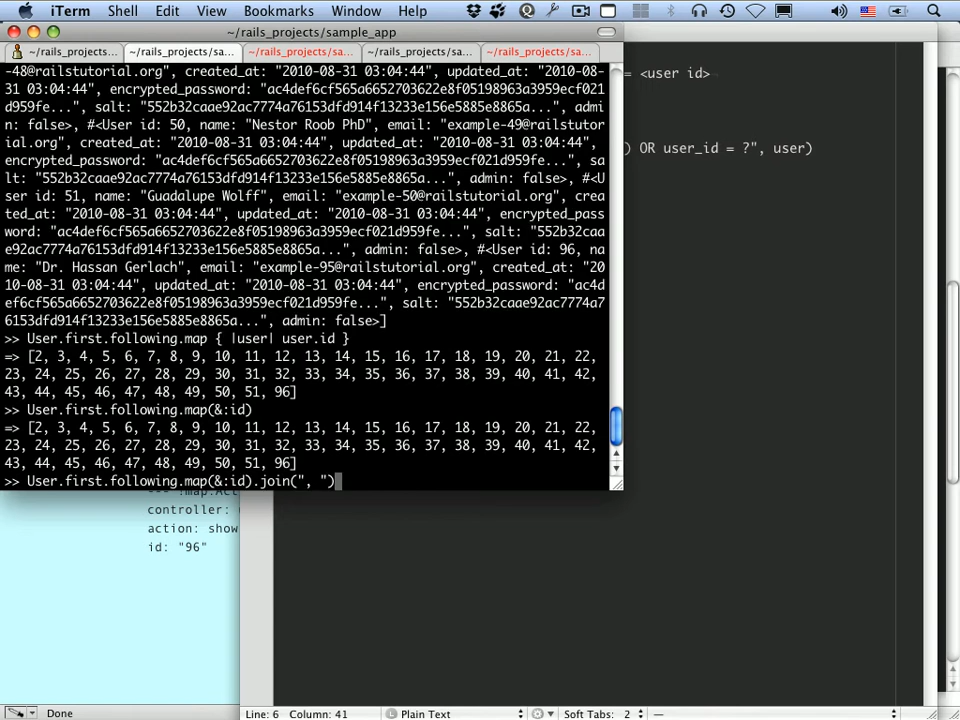 iTerm Shell Edit View Bookmarks Window Help
~/rails_projects/sample_app
~/rails_projects... ~/rails_projects/sa... ~/rails_projects/sa... ~/rails_projects/sa... ~/rails_projects/sa...
-48@railstutorial.org", created_at: "2010-08-31 03:04:44", updated_at: "2010-08-
31 03:04:44", encrypted_password: "ac4def6cf565a6652703622e8f05198963a3959ecf021
d959fe...", salt: "552b32caae92ac7774a76153dfd914f13233e156e5885e8865a...", admi
n: false>, #<User id: 50, name: "Nestor Roob PhD", email: "example-49@railstutor
ial.org", created_at: "2010-08-31 03:04:44", updated_at: "2010-08-31 03:04:44",
encrypted_password: "ac4def6cf565a6652703622e8f05198963a3959ecf021d959fe...", sa
lt: "552b32caae92ac7774a76153dfd914f13233e156e5885e8865a...", admin: false>, #<U
ser id: 51, name: "Guadalupe Wolff", email: "example-50@railstutorial.org", crea
ted_at: "2010-08-31 03:04:44", updated_at: "2010-08-31 03:04:44", encrypted_pass
word: "ac4def6cf565a6652703622e8f05198963a3959ecf021d959fe...", salt: "552b32caa
e92ac7774a76153dfd914f13233e156e5885e8865a...", admin: false>, #<User id: 96, na
me: "Dr. Hassan Gerlach", email: "example-95@railstutorial.org", created_at: "20
10-08-31 03:04:44", updated_at: "2010-08-31 03:04:44", encrypted_password: "ac4d
ef6cf565a6652703622e8f05198963a3959ecf021d959fe...", salt: "552b32caae92ac7774a7
6153dfd914f13233e156e5885e8865a...", admin: false>]
>> User.first.following.map { |user| user.id }
=> [2, 3, 4, 5, 6, 7, 8, 9, 10, 11, 12, 13, 14, 15, 16, 17, 18, 19, 20, 21, 22,
23, 24, 25, 26, 27, 28, 29, 30, 31, 32, 33, 34, 35, 36, 37, 38, 39, 40, 41, 42,
43, 44, 45, 46, 47, 48, 49, 50, 51, 96]
>> User.first.following.map(&:id)
=> [2, 3, 4, 5, 6, 7, 8, 9, 10, 11, 12, 13, 14, 15, 16, 17, 18, 19, 20, 21, 22,
23, 24, 25, 26, 27, 28, 29, 30, 31, 32, 33, 34, 35, 36, 37, 38, 39, 40, 41, 42,
43, 44, 45, 46, 47, 48, 49, 50, 51, 96]
>> User.first.following.map(&:id).join(", ")
= <user id>
) OR user_id = ?", user)
controller:
action: show
id: "96"
Done
Line: 6 Column: 41 Plain Text Soft Tabs: 2 —